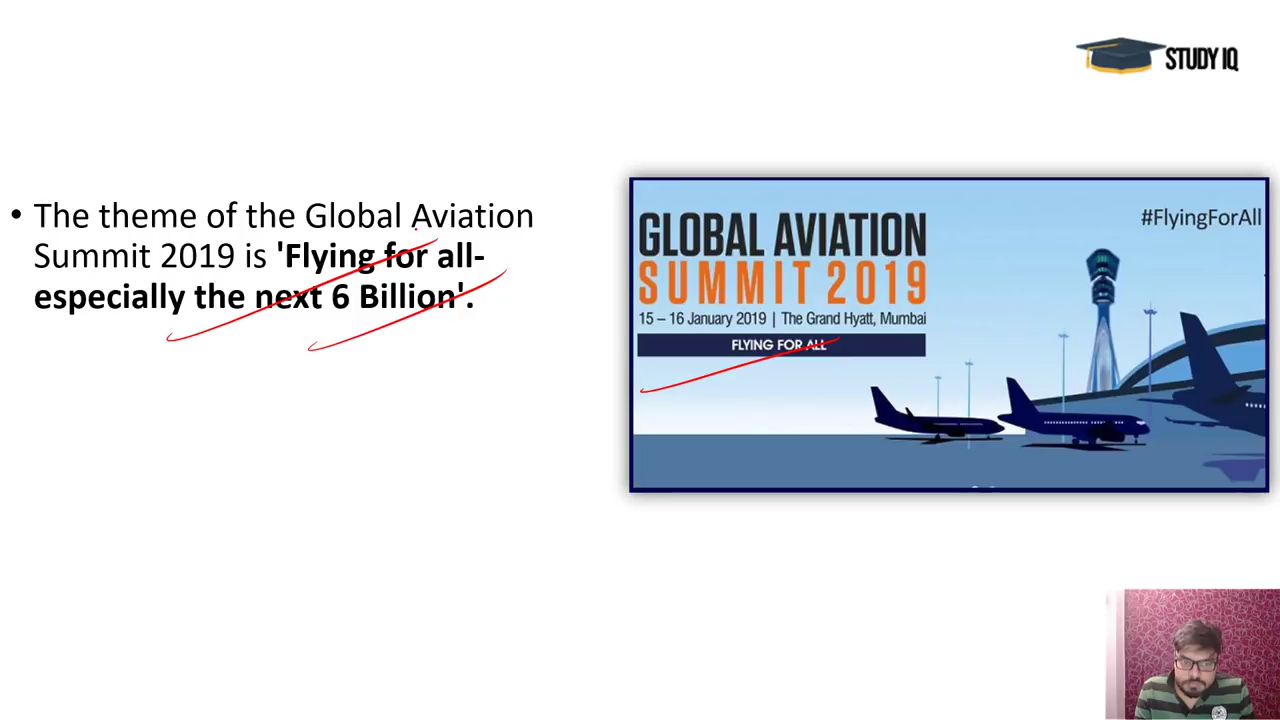 STUDY IQ
• The theme of the Global Aviation
Summit 2019 is 'Flying for all-
especially the next 6 Billion'.
GLOBAL AVIATION
SUMMIT 2019
15 – 16 January 2019 | The Grand Hyatt, Mumbai
FLYING FOR ALL
#FlyingForAll